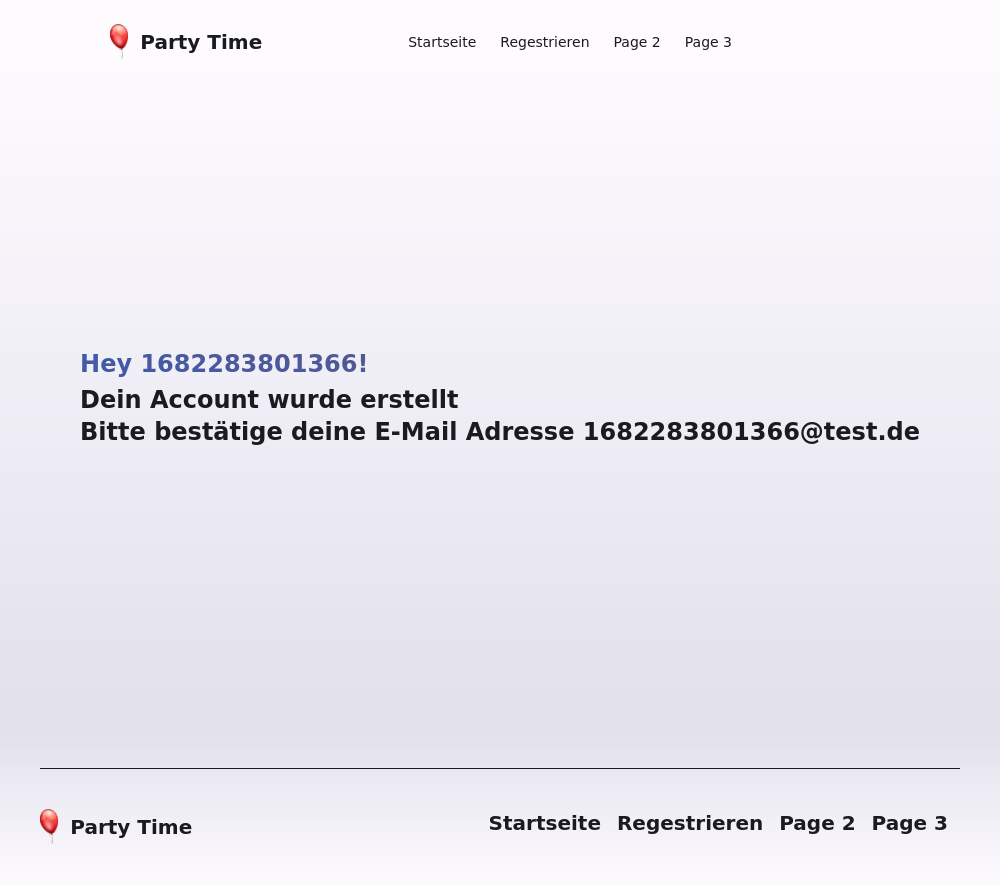 Party Time
Startseite Regestrieren Page 2 Page 3
Hey 1682283801366!
Dein Account wurde erstellt
Bitte bestätige deine E-Mail Adresse 1682283801366@test.de
Party Time
Startseite Regestrieren Page 2 Page 3